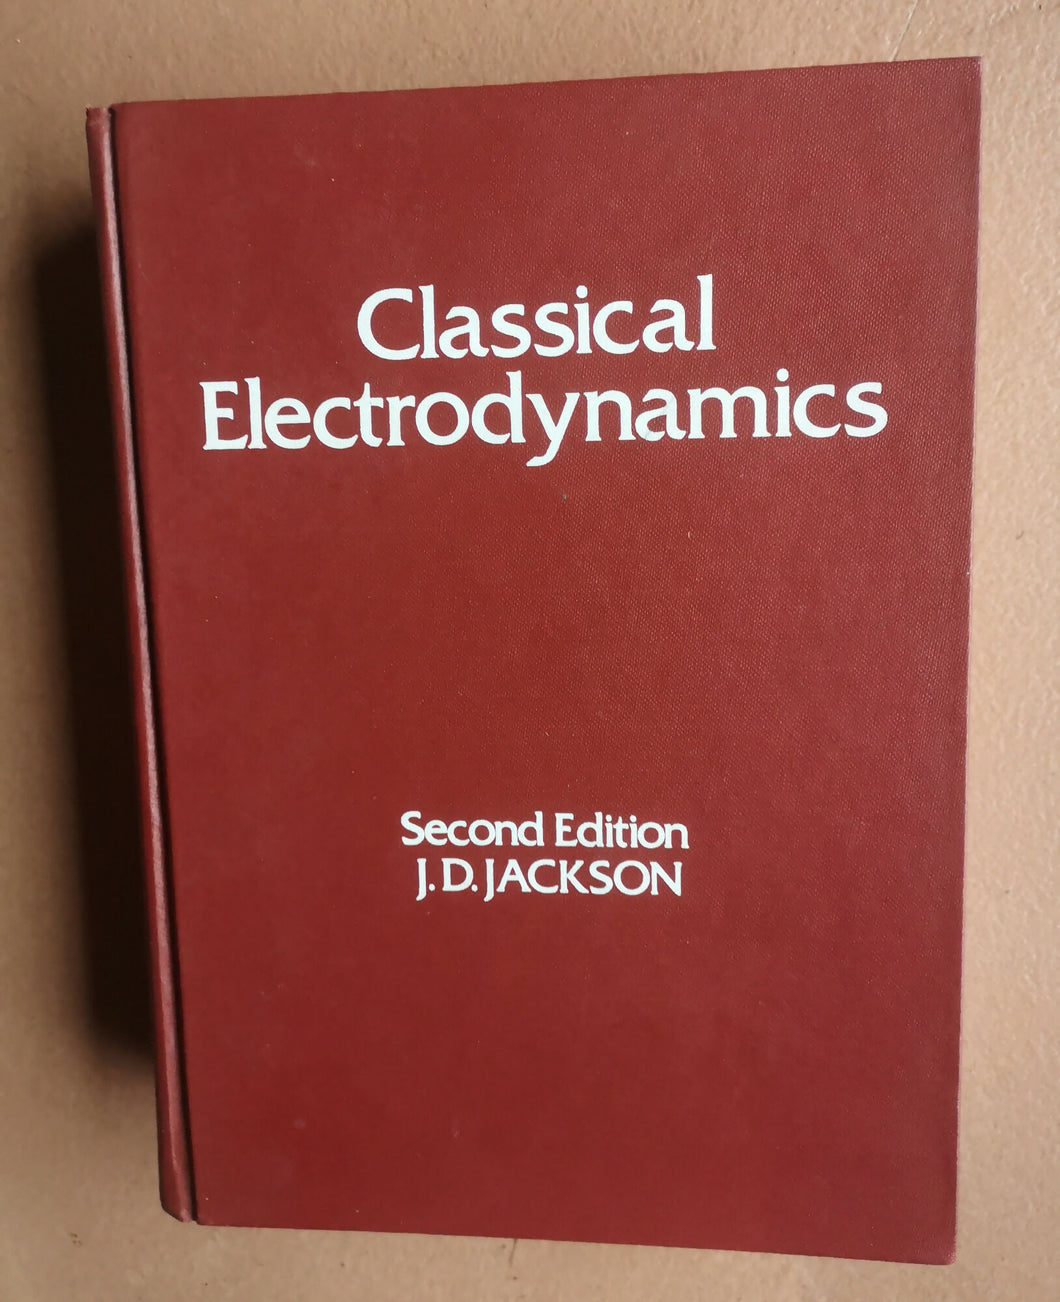 Classical
Electrodynamics
Second Edition
J. D. JACKSON